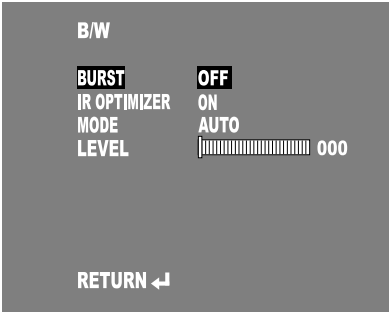 B/W
BURST OFF
IR OPTIMIZER ON
MODE AUTO
LEVEL 000
RETURN ↵